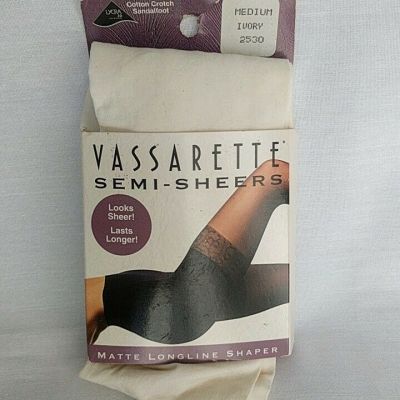 LYCRA
Cotton Crotch
Sandalfoot
MEDIUM
IVORY
2530
VASSARETTE
SEMI-SHEERS
Looks
Sheer!
Lasts
Longer!
MATTE LONGLINE SHAPER